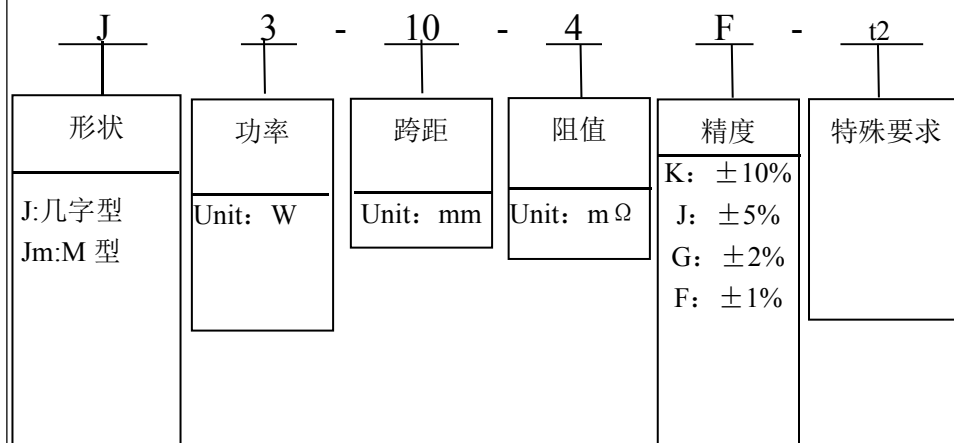 J 3 - 10 - 4 F - t2
形状 功率 跨距 阻值 精度 特殊要求
J:几字型
Jm:M 型
Unit：W
Unit：mm
Unit：mΩ
K：±10%
J：±5%
G：±2%
F：±1%